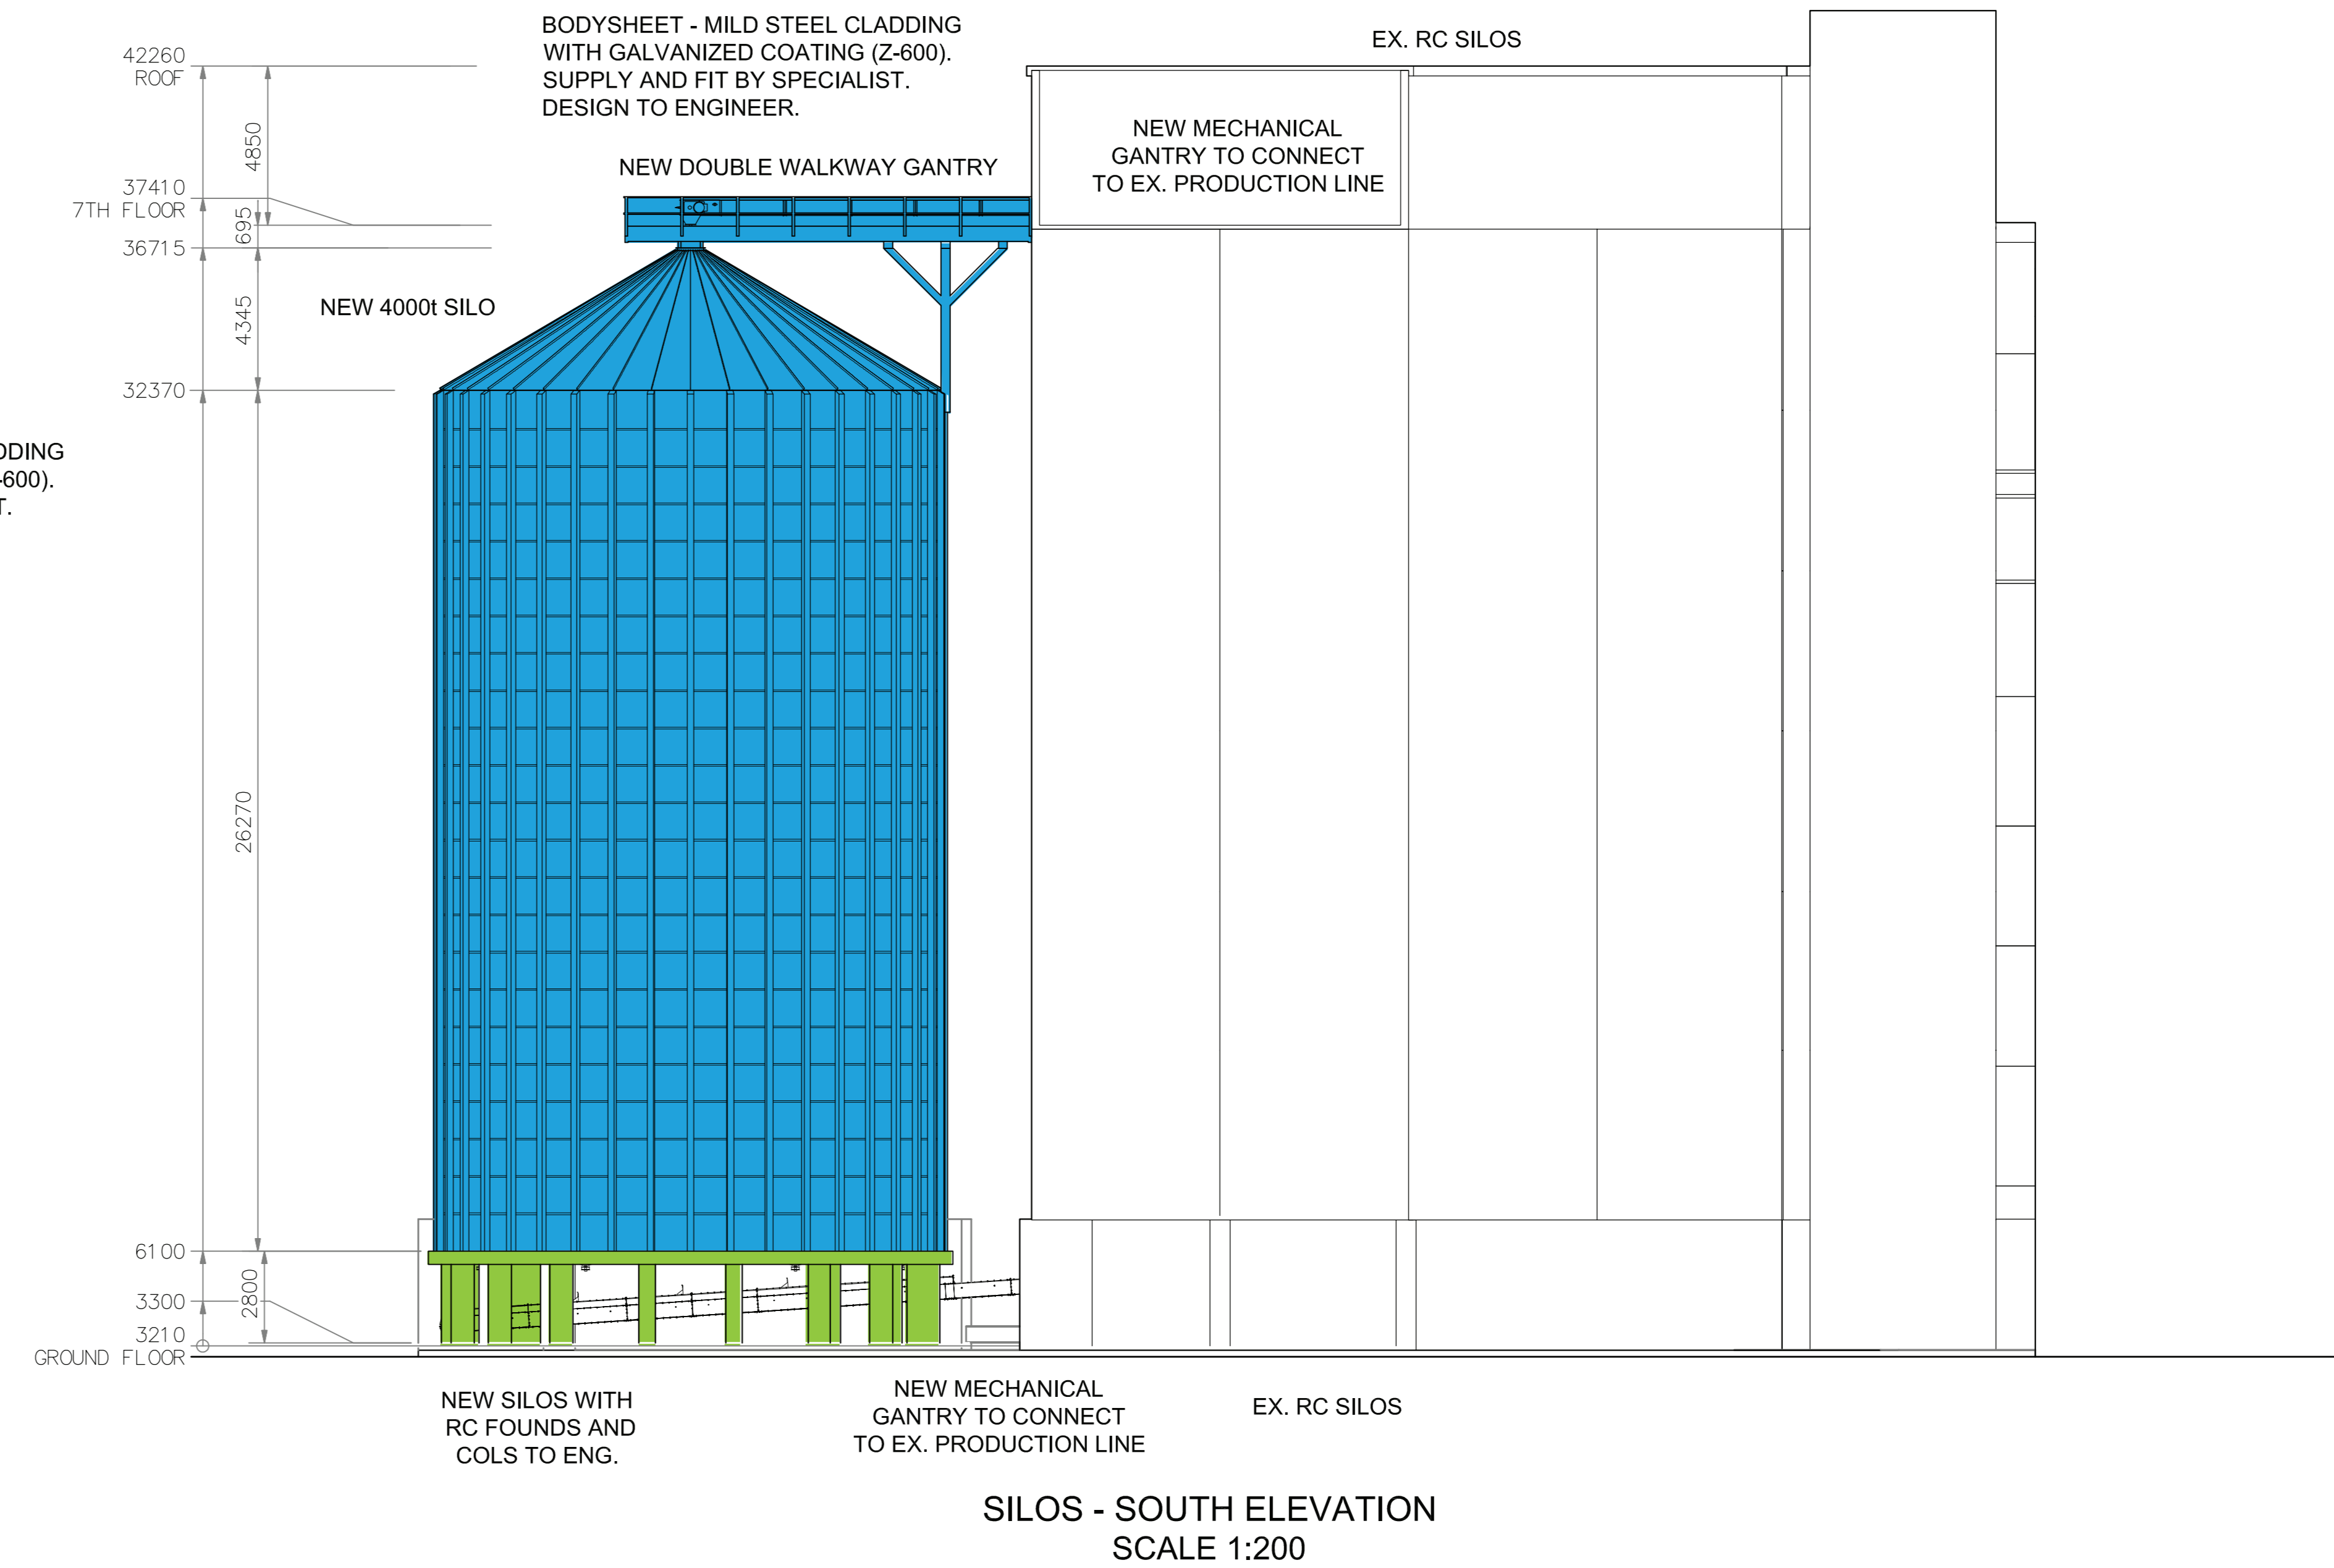 BODYSHEET - MILD STEEL CLADDING
WITH GALVANIZED COATING (Z-600).
SUPPLY AND FIT BY SPECIALIST.
DESIGN TO ENGINEER.
EX. RC SILOS
42260
ROOF
4850
NEW MECHANICAL
GANTRY TO CONNECT
TO EX. PRODUCTION LINE
NEW DOUBLE WALKWAY GANTRY
37410
7TH FLOOR
695
36715
NEW 4000t SILO
4345
32370
DDING
-600).
T.
26270
6100
2800
3300
3210
GROUND FLOOR
NEW SILOS WITH
RC FOUNDS AND
COLS TO ENG.
NEW MECHANICAL
GANTRY TO CONNECT
TO EX. PRODUCTION LINE
EX. RC SILOS
SILOS - SOUTH ELEVATION
SCALE 1:200